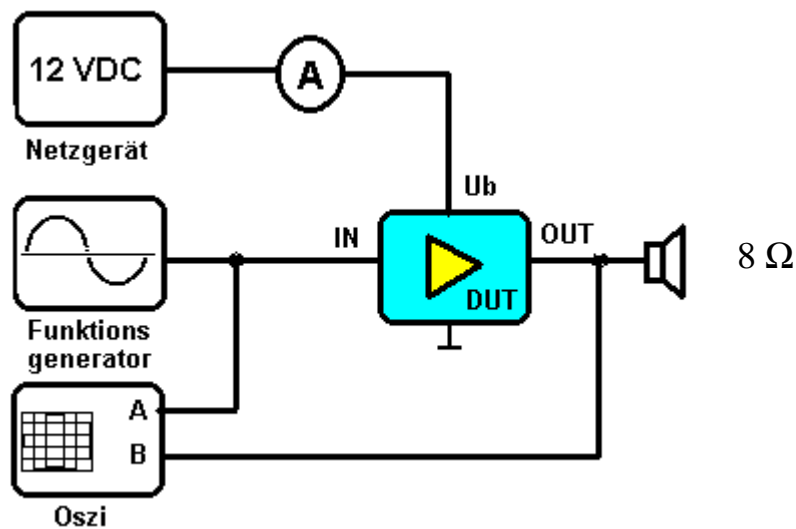 12 VDC
A
Netzgerät
Ub
IN
OUT
8 Ω
DUT
Funktions
generator
A
B
Oszi